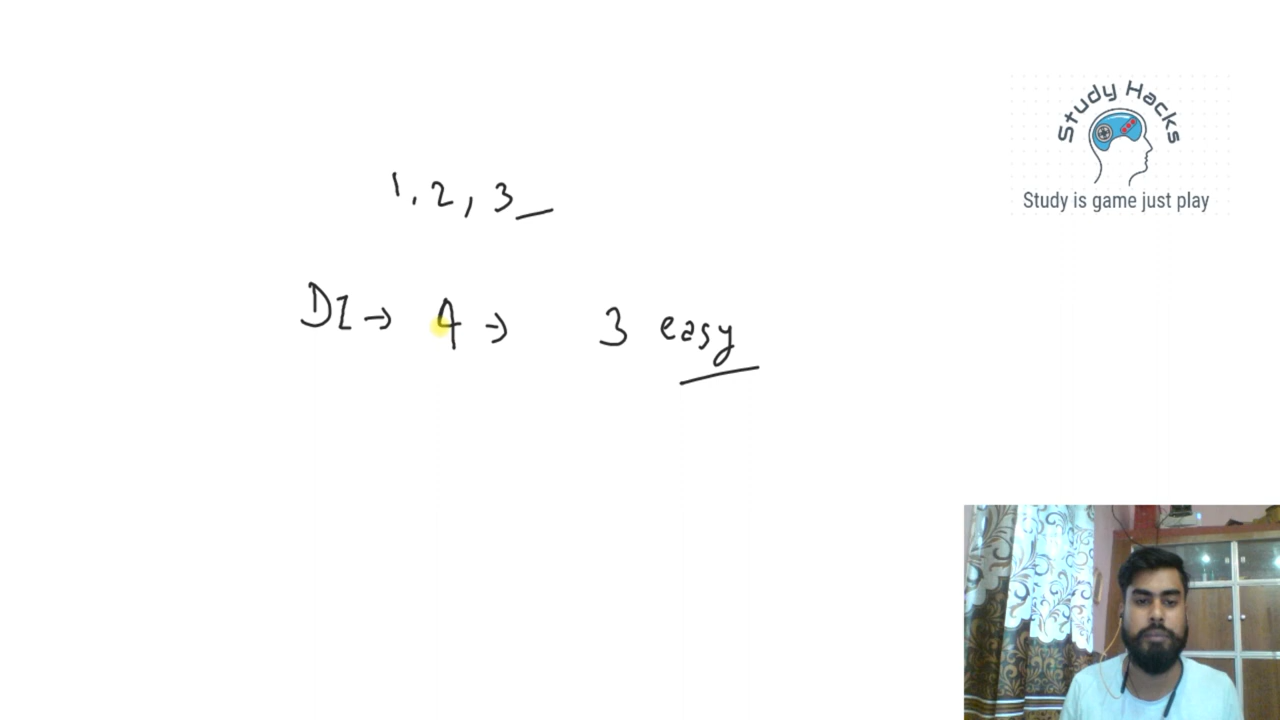 Study Hacks
Study is game just play
1, 2, 3
DI → 4 → 3 easy